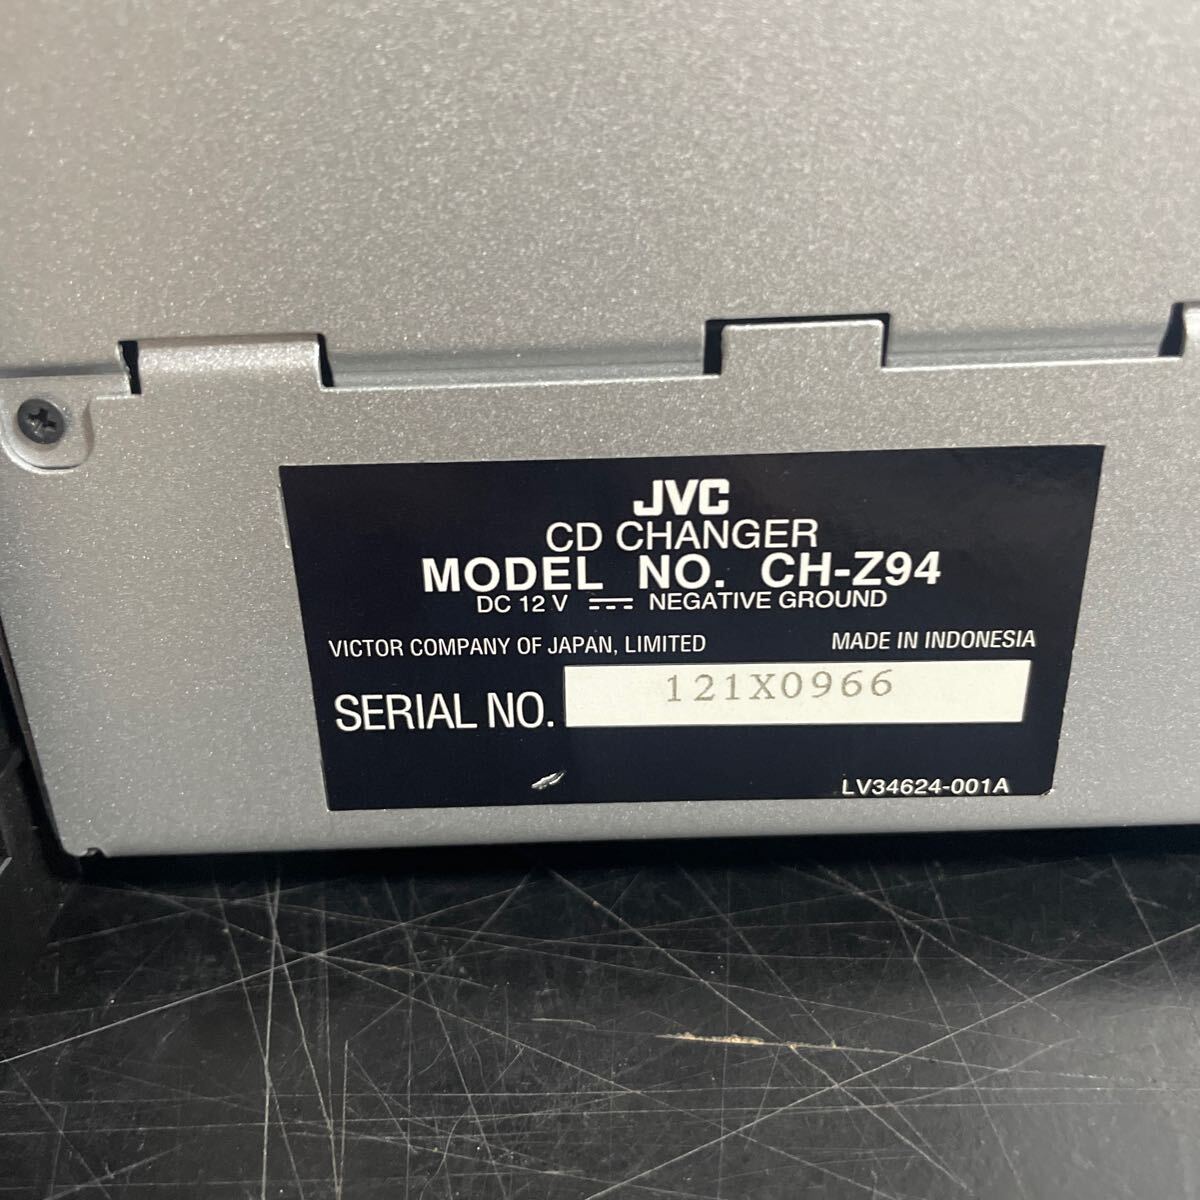 JVC
CD CHANGER
MODEL NO. CH-Z94
DC 12 V ⎓ NEGATIVE GROUND
VICTOR COMPANY OF JAPAN, LIMITED MADE IN INDONESIA
SERIAL NO. 121X0966
LV34624-001A